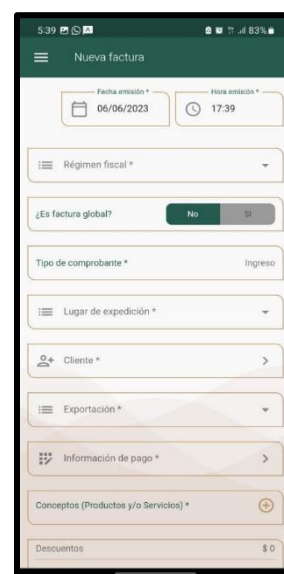 5:39 83%
Nueva factura
Fecha emisión * Hora emisión *
06/06/2023 17:39
Régimen fiscal *
¿Es factura global? No Si
Tipo de comprobante * Ingreso
Lugar de expedición *
Cliente *
Exportación *
Información de pago *
Conceptos (Productos y/o Servicios) *
Descuentos $ 0